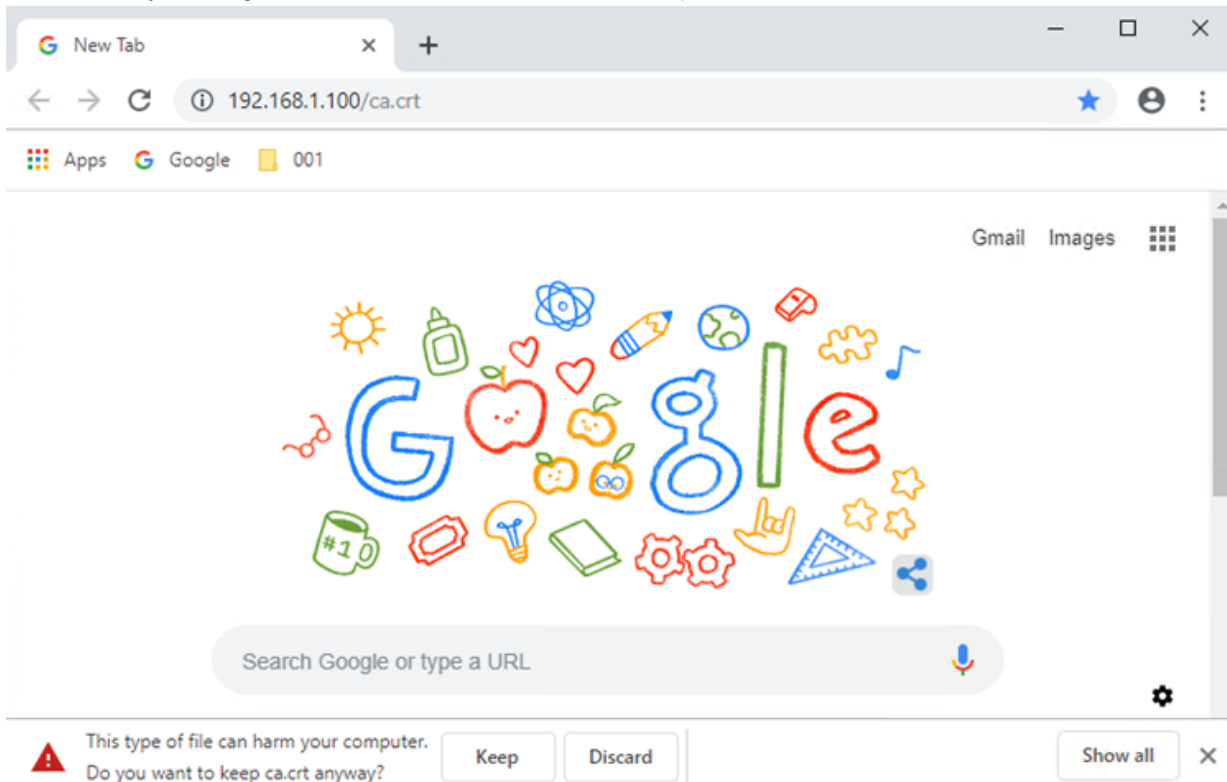 New Tab
192.168.1.100/ca.crt
Apps Google 001
Gmail Images
Google
#1
Search Google or type a URL
This type of file can harm your computer.
Do you want to keep ca.crt anyway?
Keep Discard Show all